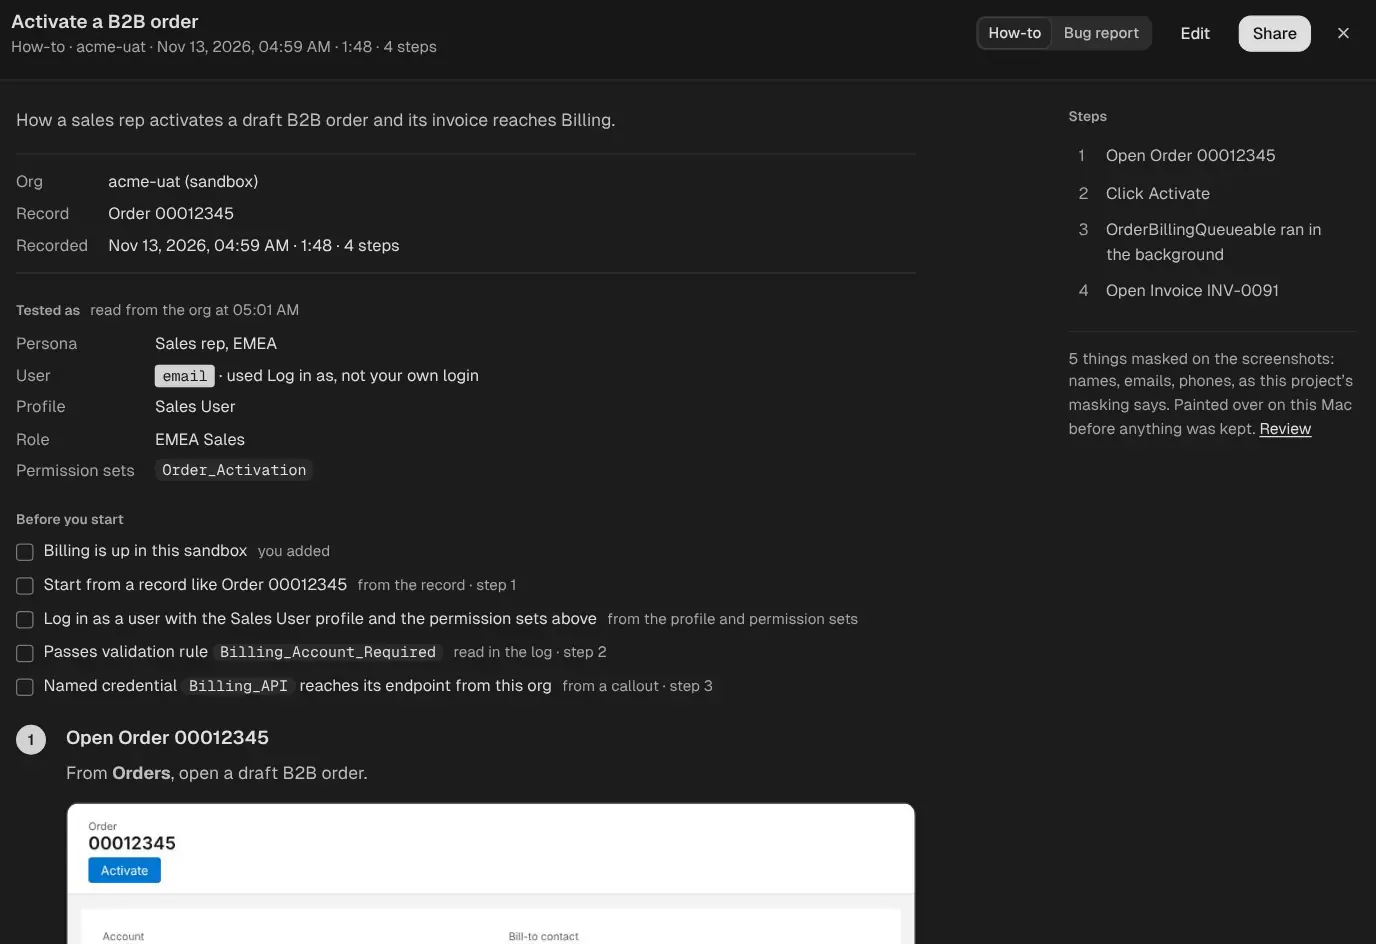 Activate a B2B order
How-to · acme-uat · Nov 13, 2026, 04:59 AM · 1:48 · 4 steps
How-to
Bug report
Edit
Share
How a sales rep activates a draft B2B order and its invoice reaches Billing.
Org acme-uat (sandbox)
Record Order 00012345
Recorded Nov 13, 2026, 04:59 AM · 1:48 · 4 steps
Tested as read from the org at 05:01 AM
Persona Sales rep, EMEA
User email · used Log in as, not your own login
Profile Sales User
Role EMEA Sales
Permission sets Order_Activation
Before you start
Billing is up in this sandbox you added
Start from a record like Order 00012345 from the record · step 1
Log in as a user with the Sales User profile and the permission sets above from the profile and permission sets
Passes validation rule Billing_Account_Required read in the log · step 2
Named credential Billing_API reaches its endpoint from this org from a callout · step 3
1 Open Order 00012345
From Orders, open a draft B2B order.
Order
00012345
Activate
Account Bill-to contact
Steps
1 Open Order 00012345
2 Click Activate
3 OrderBillingQueueable ran in
the background
4 Open Invoice INV-0091
5 things masked on the screenshots:
names, emails, phones, as this project's
masking says. Painted over on this Mac
before anything was kept. Review